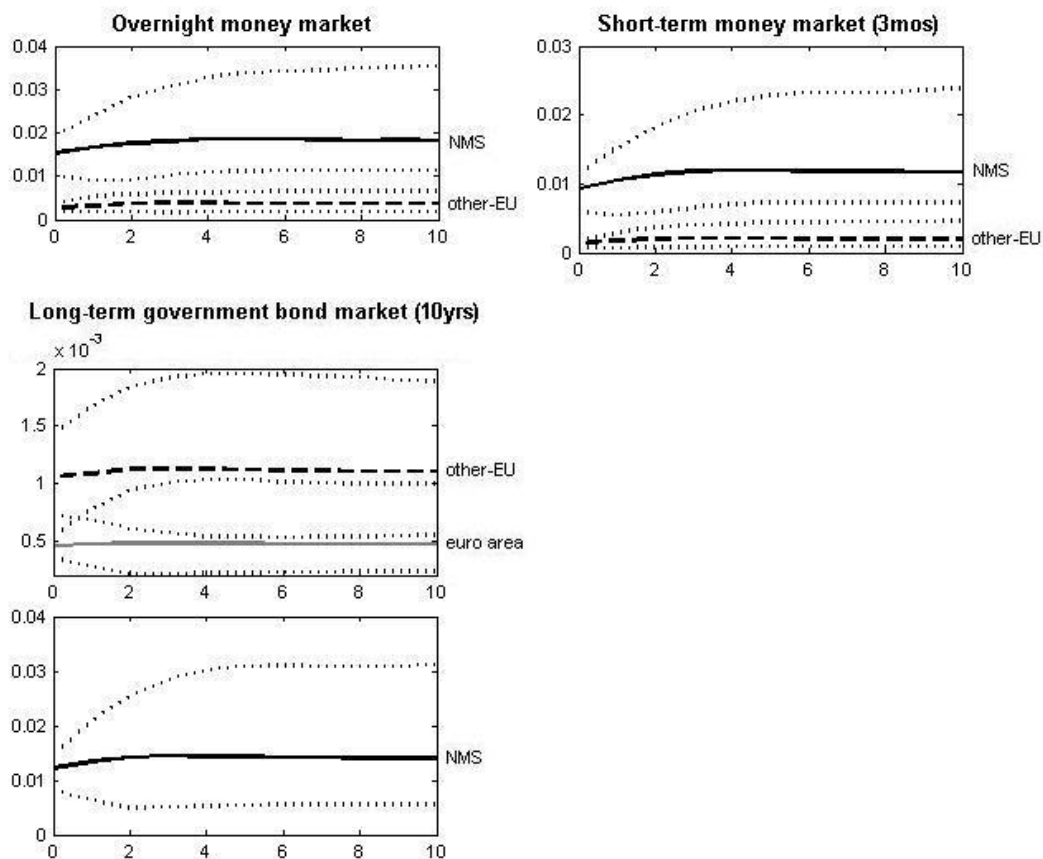 Overnight money market
0.04
0.03
0.02
0.01
0
0 2 4 6 8 10
NMS
other-EU
Short-term money market (3mos)
0.03
0.02
0.01
0
0 2 4 6 8 10
NMS
other-EU
Long-term government bond market (10yrs)
x 10⁻³
2
1.5
1
0.5
0 2 4 6 8 10
other-EU
euro area
0.04
0.03
0.02
0.01
0
0 2 4 6 8 10
NMS